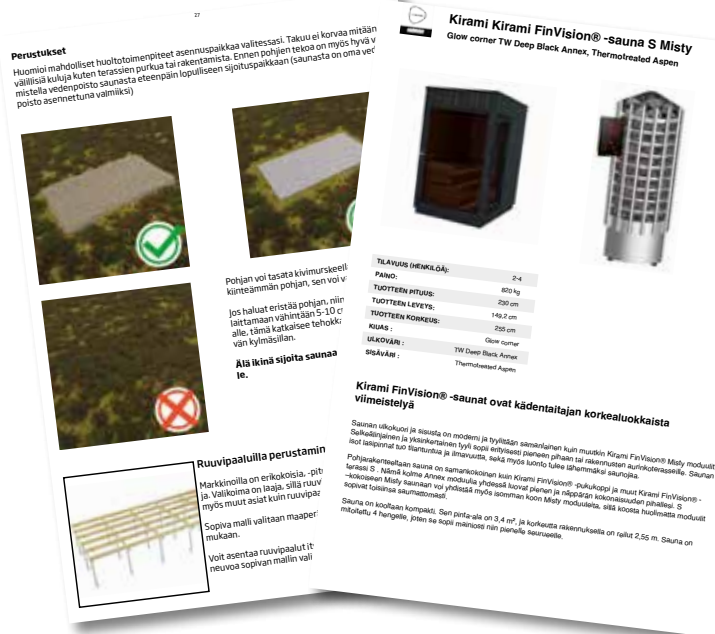 27
Perustukset
Huomioi mahdolliset huoltotoimenpiteet asennuspaikkaa valitessasi. Takuu ei korvaa mitään
välillisiä kuluja kuten terassien purkua tai rakentamista. Ennen pohjien tekoa on myös hyvä v
mistella vedenpoisto saunasta eteenpäin lopulliseen sijoituspaikkaan (saunasta on oma ved
poisto asennettuna valmiiksi)
Pohjan voi tasata kivimurskeell
kiinteämmän pohjan, sen voi v
Jos haluat eristää pohjan, niin
laittamaan vähintään 5-10 c
alle, tämä katkaisee tehokk
vän kylmäsillan.
Älä ikinä sijoita saunaa
le.
Ruuvipaaluilla perustamin
Markkinoilla on erikokoisia, -pit
ja. Valikoima on laaja, sillä ruuv
myös muut asiat kuin ruuvipaa
Sopiva malli valitaan maaper
mukaan.
Voit asentaa ruuvipaalut it
neuvoa sopivan mallin vali
Kirami Kirami FinVision® -sauna S Misty
Glow corner TW Deep Black Annex, Thermotreated Aspen
TILAVUUS (HENKILÖÄ): 2-4
PAINO: 820 kg
TUOTTEEN PITUUS: 230 cm
TUOTTEEN LEVEYS: 149,2 cm
TUOTTEEN KORKEUS: 255 cm
KIUAS : Glow corner
ULKOVÄRI : TW Deep Black Annex
SISÄVÄRI : Thermotreated Aspen
Kirami FinVision® -saunat ovat kädentaitajan korkealuokkaista
viimeistelyä
Saunan ulkokuori ja sisusta on moderni ja tyylittään samanlainen kuin muutkin Kirami FinVision® Misty moduulit
Selkeälinjainen ja yksinkertainen tyyli sopii erityisesti pieneen pihaan tai rakennusten aurinkoterasseille. Saunan
isot lasipinnat tuo tilantuntua ja ilmavuutta, sekä myös luonto tulee lähemmäksi saunojaa.
Pohjarakenteeltaan sauna on samankokoinen kuin Kirami FinVision® -pukukoppi ja muut Kirami FinVision® -
terassi S . Nämä kolme Annex moduulia yhdessä luovat pienen ja näppärän kokonaisuuden pihallesi. S
-kokoiseen Misty saunaan voi yhdistää myös isomman koon Misty moduuleita, sillä koosta huolimatta moduulit
sopivat toisiinsa saumattomasti.
Sauna on kooltaan kompakti. Sen pinta-ala on 3,4 m², ja korkeutta rakennuksella on reilut 2,55 m. Sauna on
mitoitettu 4 hengelle, joten se sopii mainiosti niin pienelle seurueelle.